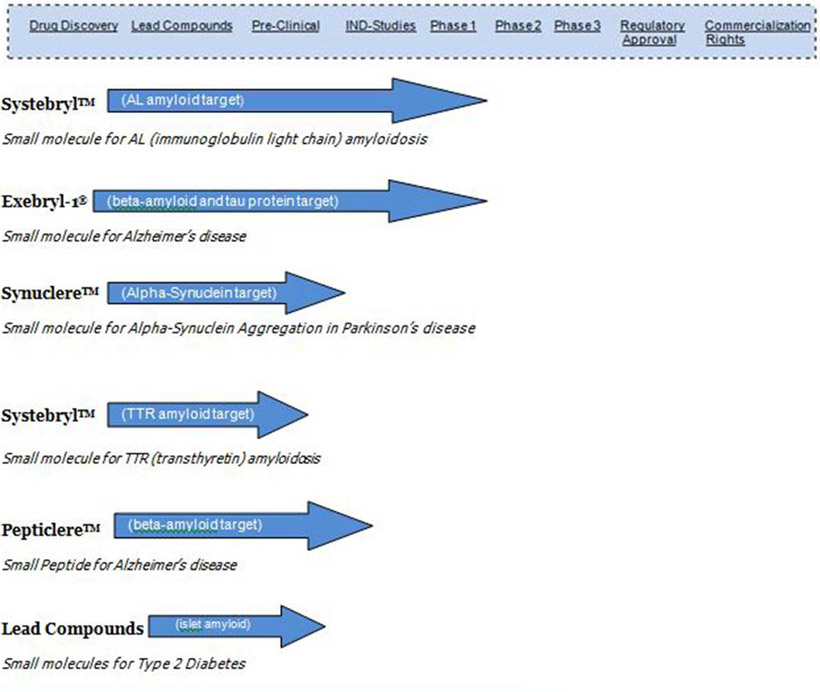 Drug Discovery Lead Compounds Pre-Clinical IND-Studies Phase 1 Phase 2 Phase 3 Regulatory Approval Commercialization Rights
Systebryl™ (AL amyloid target)
Small molecule for AL (immunoglobulin light chain) amyloidosis
Exebryl-1® (beta-amyloid and tau protein target)
Small molecule for Alzheimer's disease
Synuclere™ (Alpha-Synuclein target)
Small molecule for Alpha-Synuclein Aggregation in Parkinson's disease
Systebryl™ (TTR amyloid target)
Small molecule for TTR (transthyretin) amyloidosis
Pepticlere™ (beta-amyloid target)
Small Peptide for Alzheimer's disease
Lead Compounds (islet amyloid)
Small molecules for Type 2 Diabetes